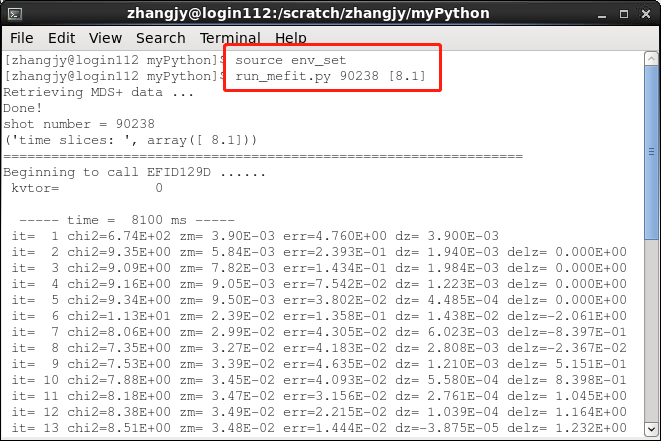 zhangjy@login112:/scratch/zhangjy/myPython
File Edit View Search Terminal Help
[zhangjy@login112 myPython]$ source env_set
[zhangjy@login112 myPython]$ run_mefit.py 90238 [8.1]
Retrieving MDS+ data ...
Done!
shot number = 90238
('time slices: ', array([ 8.1]))
=================================================================
Beginning to call EFID129D ......
kvtor= 0
----- time = 8100 ms -----
it= 1 chi2=6.74E+02 zm= 3.90E-03 err=4.760E+00 dz= 3.900E-03
it= 2 chi2=9.35E+00 zm= 5.84E-03 err=2.393E-01 dz= 1.940E-03 delz= 0.000E+00
it= 3 chi2=9.09E+00 zm= 7.82E-03 err=1.434E-01 dz= 1.984E-03 delz= 0.000E+00
it= 4 chi2=9.16E+00 zm= 9.05E-03 err=7.542E-02 dz= 1.223E-03 delz= 0.000E+00
it= 5 chi2=9.34E+00 zm= 9.50E-03 err=3.802E-02 dz= 4.485E-04 delz= 0.000E+00
it= 6 chi2=1.13E+01 zm= 2.39E-02 err=1.358E-01 dz= 1.438E-02 delz=-2.061E+00
it= 7 chi2=8.06E+00 zm= 2.99E-02 err=4.305E-02 dz= 6.023E-03 delz=-8.397E-01
it= 8 chi2=7.35E+00 zm= 3.27E-02 err=4.183E-02 dz= 2.808E-03 delz=-2.367E-02
it= 9 chi2=7.53E+00 zm= 3.39E-02 err=4.635E-02 dz= 1.210E-03 delz= 5.151E-01
it= 10 chi2=7.88E+00 zm= 3.45E-02 err=4.093E-02 dz= 5.580E-04 delz= 8.398E-01
it= 11 chi2=8.18E+00 zm= 3.47E-02 err=3.156E-02 dz= 2.761E-04 delz= 1.045E+00
it= 12 chi2=8.38E+00 zm= 3.49E-02 err=2.215E-02 dz= 1.039E-04 delz= 1.164E+00
it= 13 chi2=8.51E+00 zm= 3.48E-02 err=1.442E-02 dz=-3.875E-05 delz= 1.232E+00